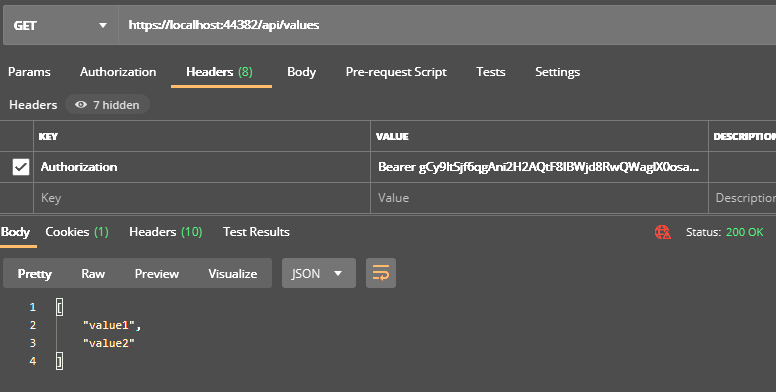 GET https://localhost:44382/api/values
Params Authorization Headers (8) Body Pre-request Script Tests Settings
Headers 7 hidden
KEY VALUE DESCRIPTION
Authorization Bearer gCy9ltSjf6qgAni2H2AQtF8lBWjd8RwQWaglX0osa...
Key Value Description
Body Cookies (1) Headers (10) Test Results Status: 200 OK
Pretty Raw Preview Visualize JSON
1 [
2 "value1",
3 "value2"
4 ]